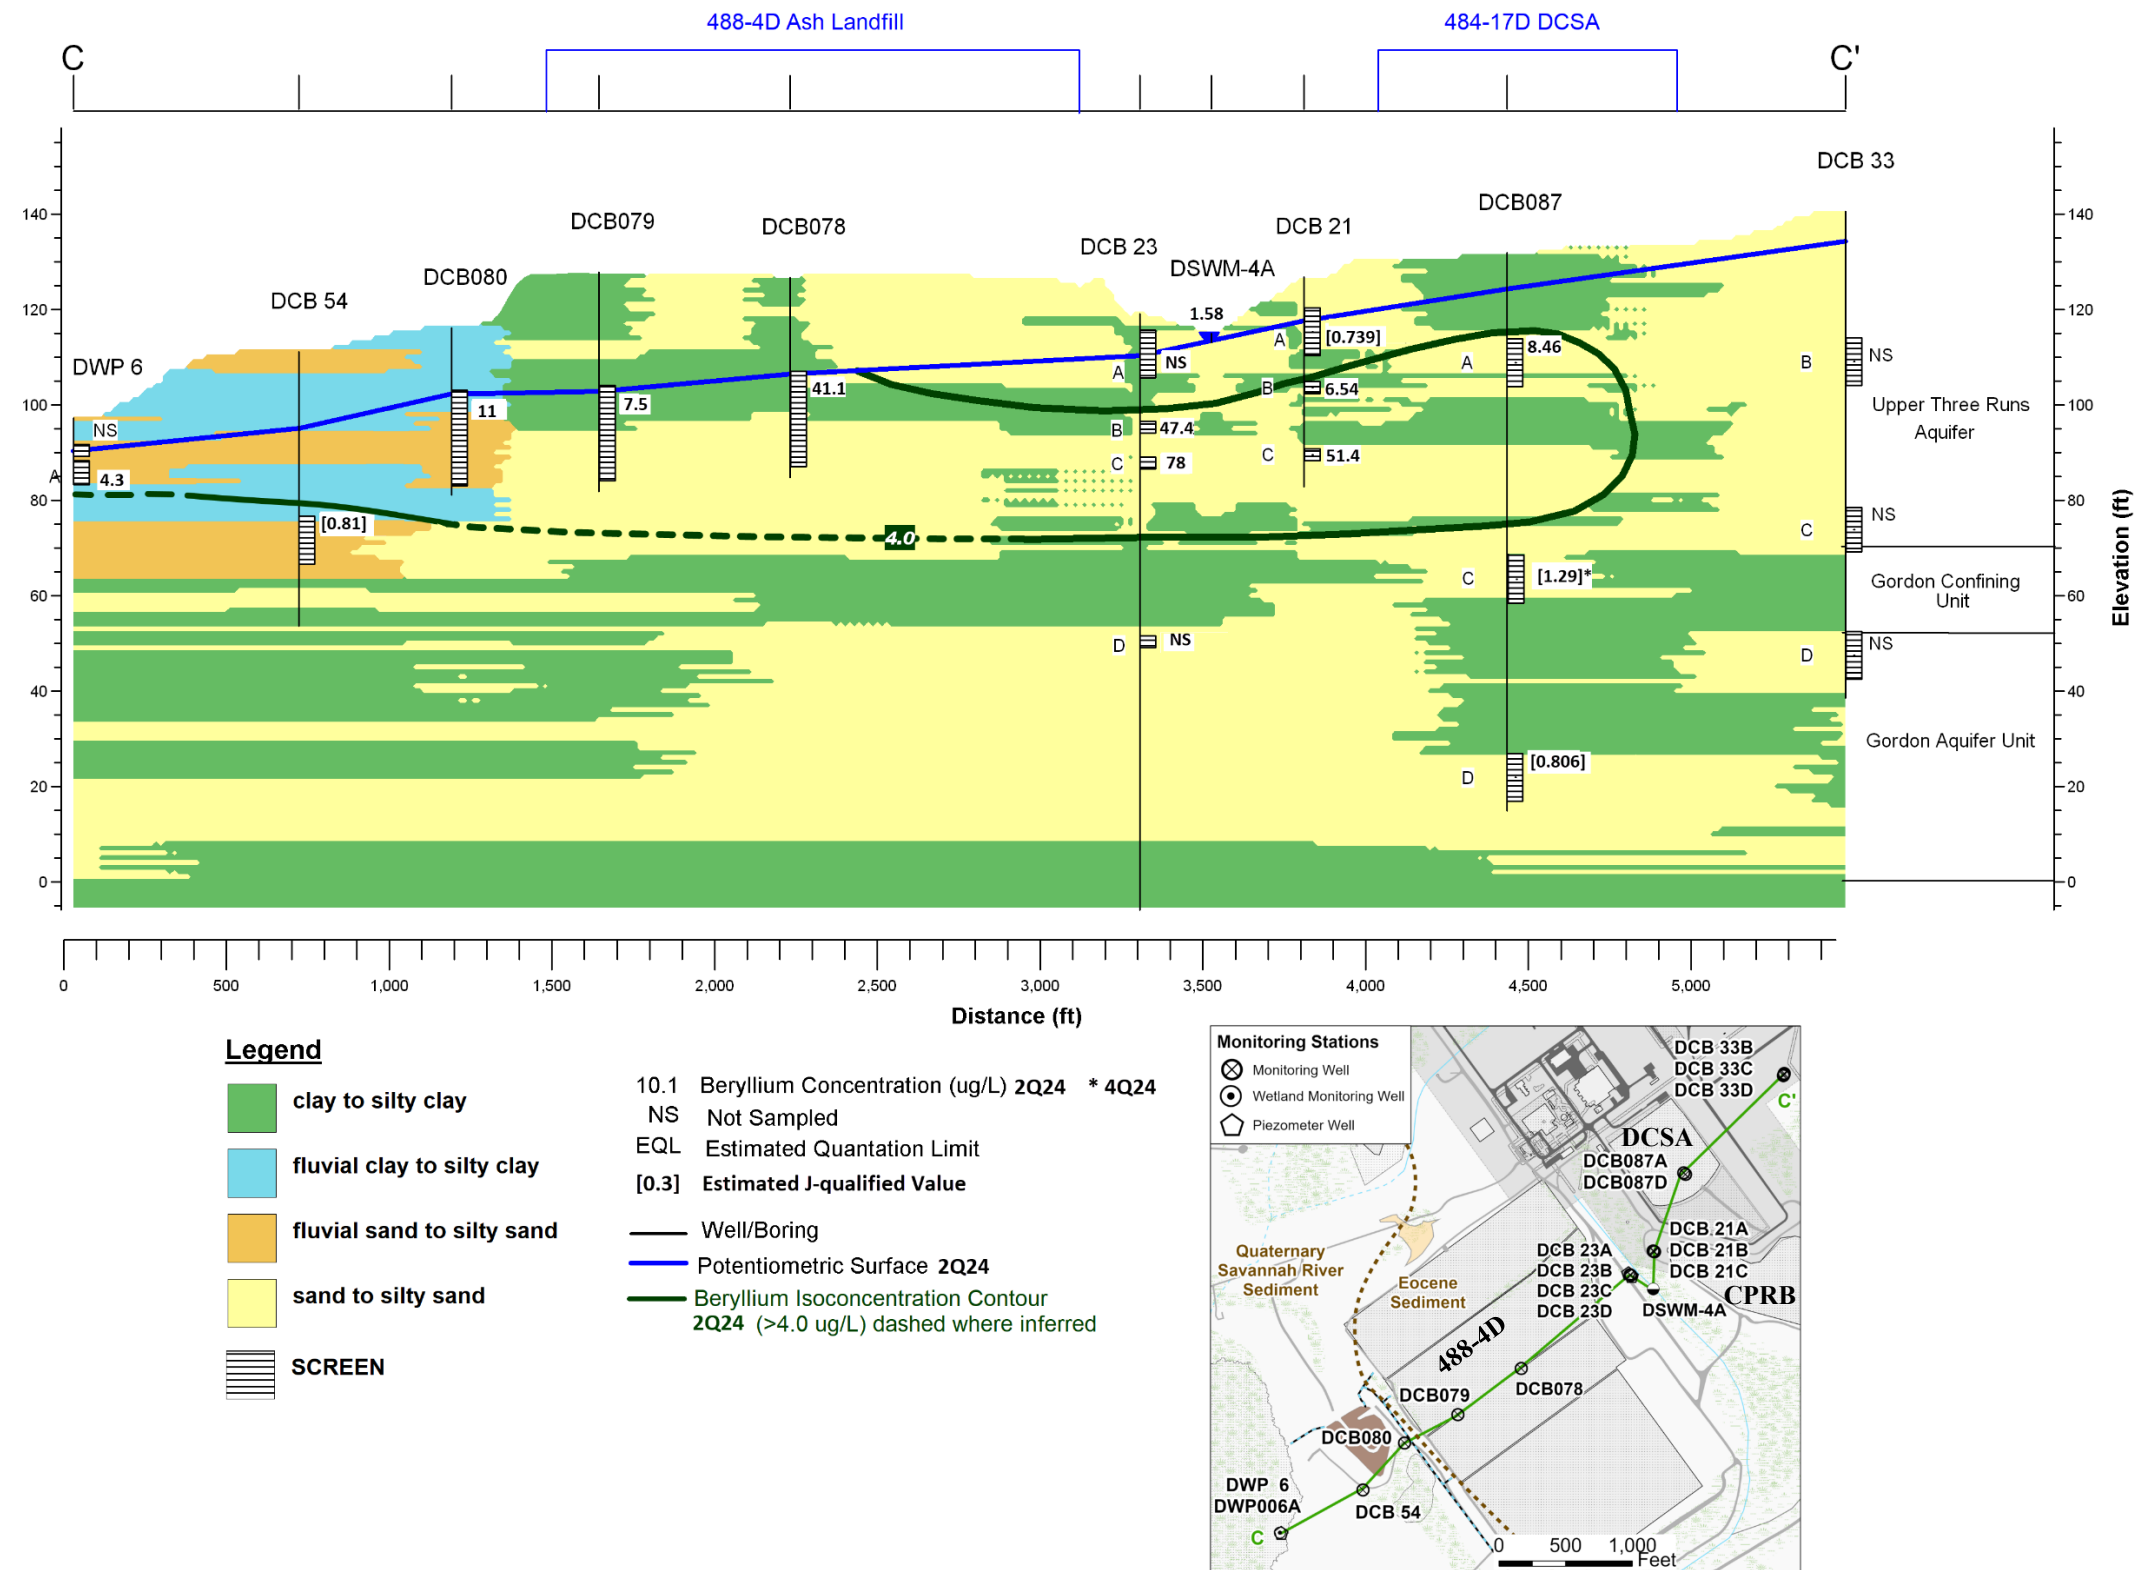 488-4D Ash Landfill
484-17D DCSA
C
C'
DCB 33
DCB087
DCB079
DCB078
DCB 21
DCB 23
DSWM-4A
DCB080
DCB 54
DWP 6
140
120
100
80
60
40
20
0
140
120
100
80
60
40
20
0
Elevation (ft)
NS
A
4.3
[0.81]
11
7.5
41.1
A
NS
B
47.4
C
78
D
NS
1.58
A
[0.739]
B
6.54
C
51.4
A
8.46
C
[1.29]*
D
[0.806]
B
NS
C
NS
D
NS
4.0
Upper Three Runs
Aquifer
Gordon Confining
Unit
Gordon Aquifer Unit
0
500
1,000
1,500
2,000
2,500
3,000
3,500
4,000
4,500
5,000
Distance (ft)
Legend
clay to silty clay
fluvial clay to silty clay
fluvial sand to silty sand
sand to silty sand
SCREEN
10.1 Beryllium Concentration (ug/L) 2Q24 * 4Q24
NS Not Sampled
EQL Estimated Quantation Limit
[0.3] Estimated J-qualified Value
Well/Boring
Potentiometric Surface 2Q24
Beryllium Isoconcentration Contour
2Q24 (>4.0 ug/L) dashed where inferred
Monitoring Stations
Monitoring Well
Wetland Monitoring Well
Piezometer Well
DCB 33B
DCB 33C
DCB 33D
C'
DCSA
DCB087A
DCB087D
DCB 21A
DCB 21B
DCB 21C
DCB 23A
DCB 23B
DCB 23C
DCB 23D
CPRB
DSWM-4A
Quaternary
Savannah River
Sediment
Eocene
Sediment
488-4D
DCB078
DCB079
DCB080
DWP 6
DWP006A
DCB 54
C
0 500 1,000
Feet